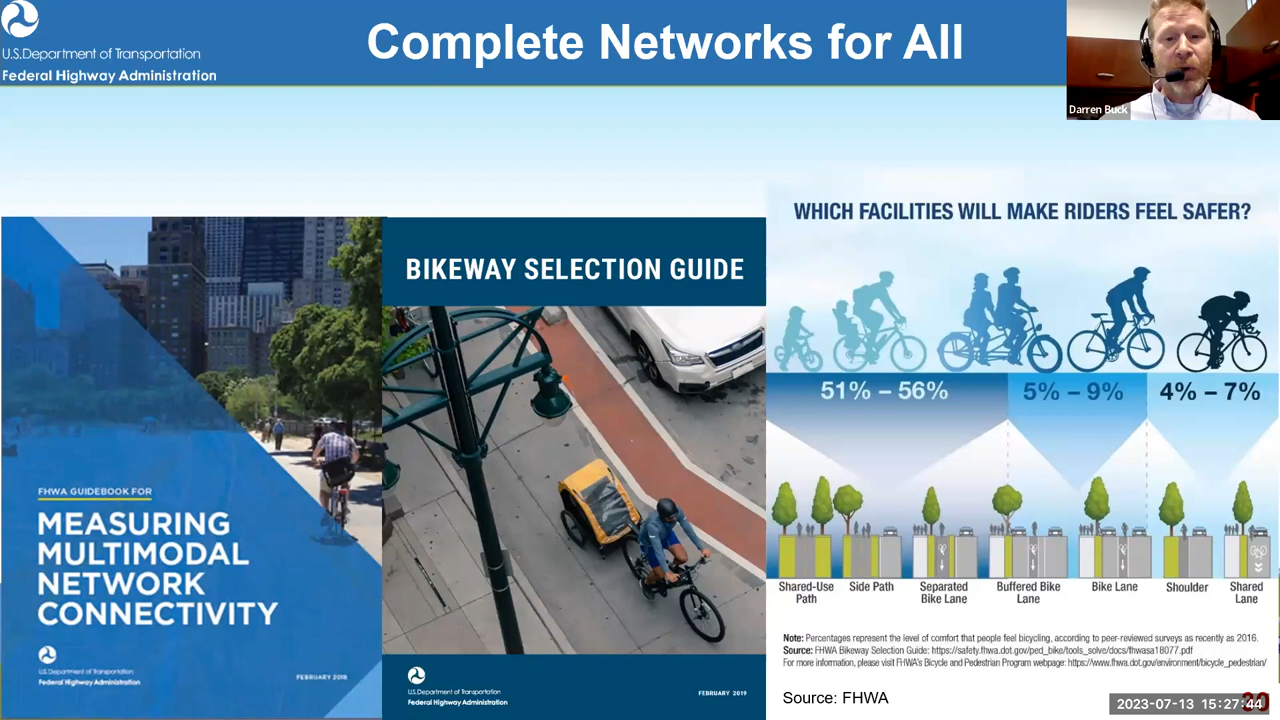 U.S.Department of Transportation
Federal Highway Administration
Complete Networks for All
Darren Buck
FHWA GUIDEBOOK FOR
MEASURING
MULTIMODAL
NETWORK
CONNECTIVITY
U.S.Department of Transportation
Federal Highway Administration
FEBRUARY 2018
BIKEWAY SELECTION GUIDE
U.S.Department of Transportation
Federal Highway Administration
FEBRUARY 2019
WHICH FACILITIES WILL MAKE RIDERS FEEL SAFER?
51% – 56%
5% – 9%
4% – 7%
Shared-Use
Path
Side Path
Separated
Bike Lane
Buffered Bike
Lane
Bike Lane
Shoulder
Shared
Lane
Note: Percentages represent the level of comfort that people feel bicycling, according to peer-reviewed surveys as recently as 2016.
Source: FHWA Bikeway Selection Guide: https://safety.fhwa.dot.gov/ped_bike/tools_solve/docs/fhwasa18077.pdf
For more information, please visit FHWA's Bicycle and Pedestrian Program webpage: https://www.fhwa.dot.gov/environment/bicycle_pedestrian/
Source: FHWA
2023-07-13 15:27:44